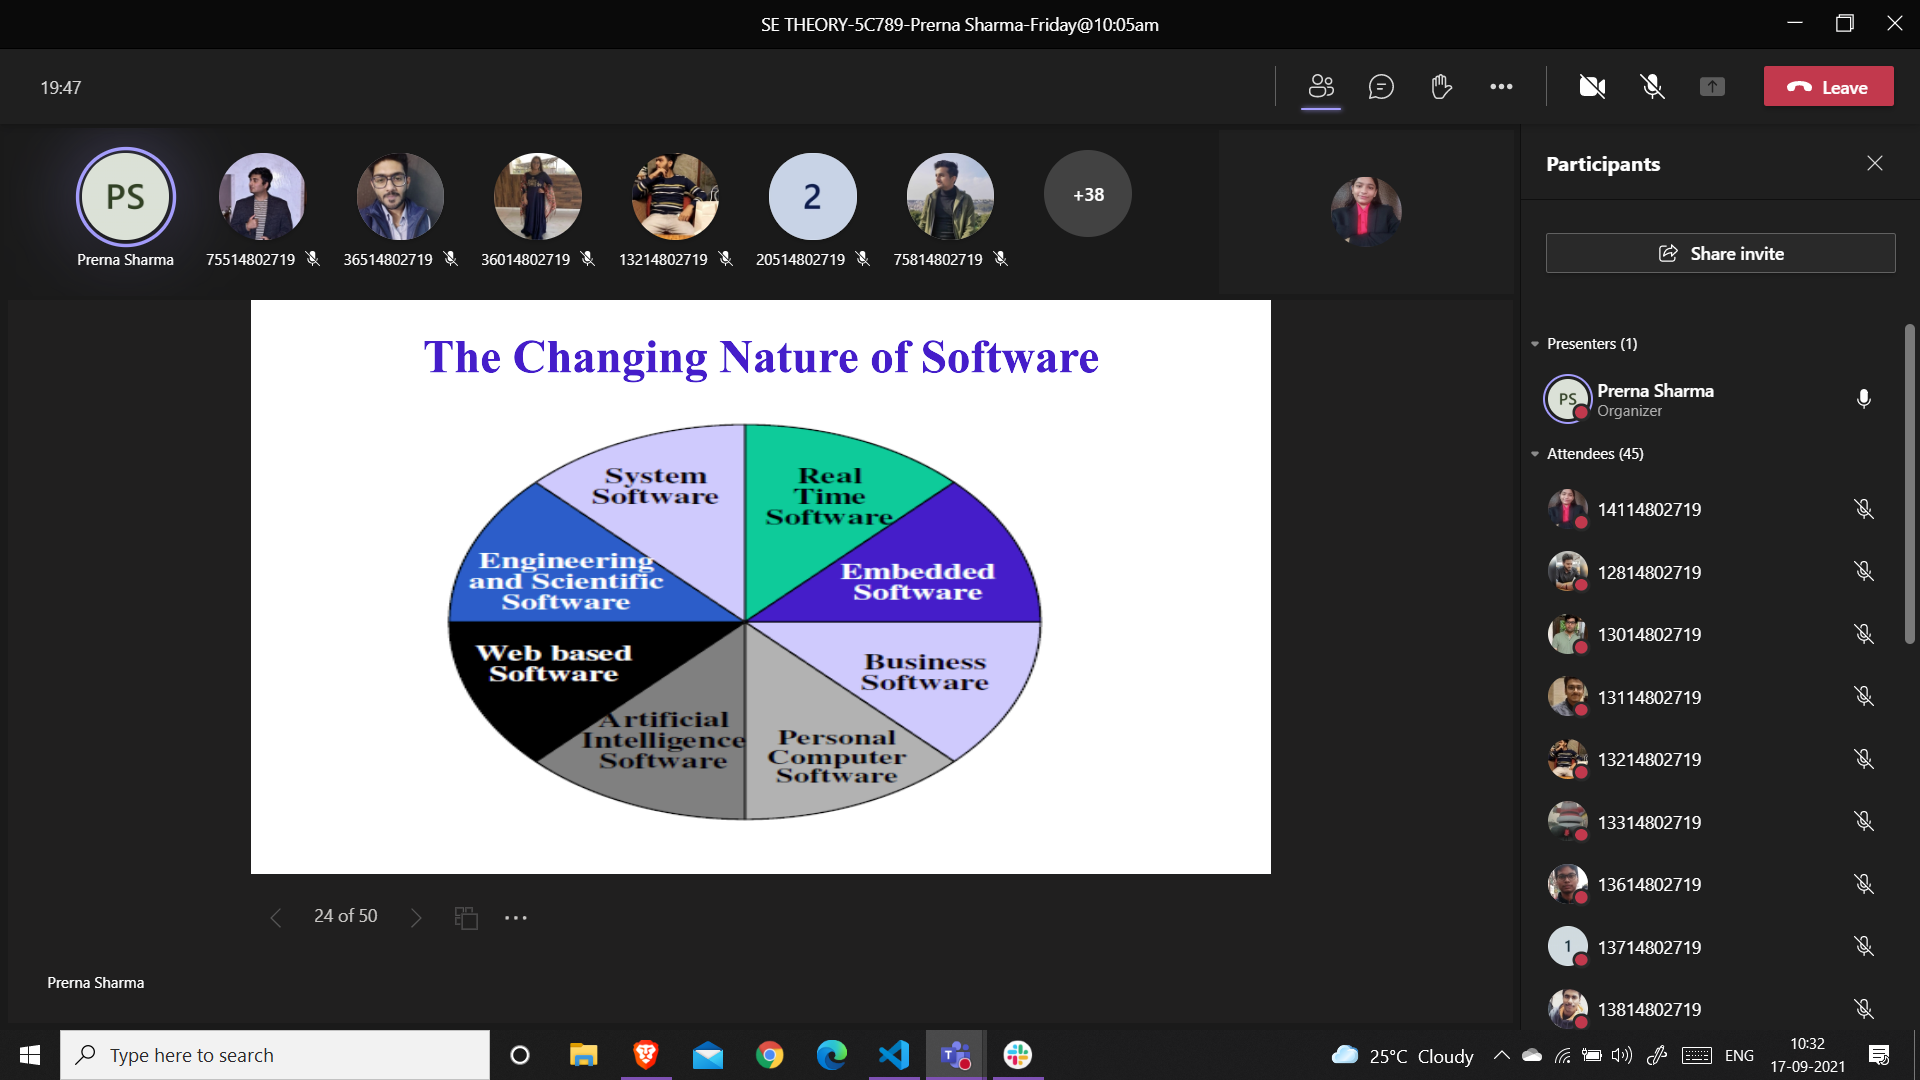 SE THEORY-5C789-Prerna Sharma-Friday@10:05am
19:47
Leave
PS
2
+38
Prerna Sharma
75514802719
36514802719
36014802719
13214802719
20514802719
75814802719
Participants
Share invite
Presenters (1)
PS
Prerna Sharma
Organizer
Attendees (45)
14114802719
12814802719
13014802719
13114802719
13214802719
13314802719
13614802719
1
13714802719
13814802719
The Changing Nature of Software
System
Software
Real
Time
Software
Engineering
and Scientific
Software
Embedded
Software
Web based
Software
Business
Software
Artificial
Intelligence
Software
Personal
Computer
Software
24 of 50
Prerna Sharma
Type here to search
25°C Cloudy
ENG
10:32
17-09-2021